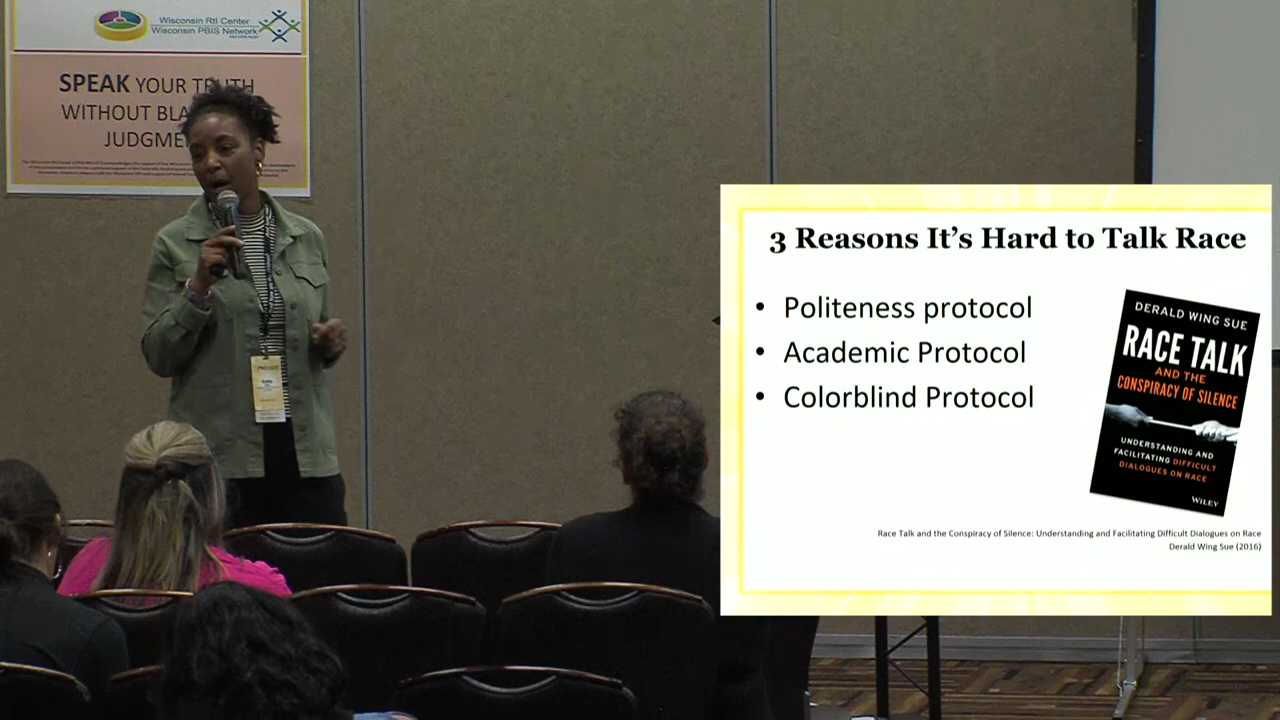 Wisconsin RtI Center
Wisconsin PBIS Network
SPEAK YOUR TRUTH
WITHOUT BLA
JUDGME
3 Reasons It's Hard to Talk Race
• Politeness protocol
• Academic Protocol
• Colorblind Protocol
DERALD WING SUE
RACE TALK
AND THE
CONSPIRACY OF SILENCE
UNDERSTANDING AND
FACILITATING DIFFICULT
DIALOGUES ON RACE
WILEY
Race Talk and the Conspiracy of Silence: Understanding and Facilitating Difficult Dialogues on Race
Derald Wing Sue (2016)